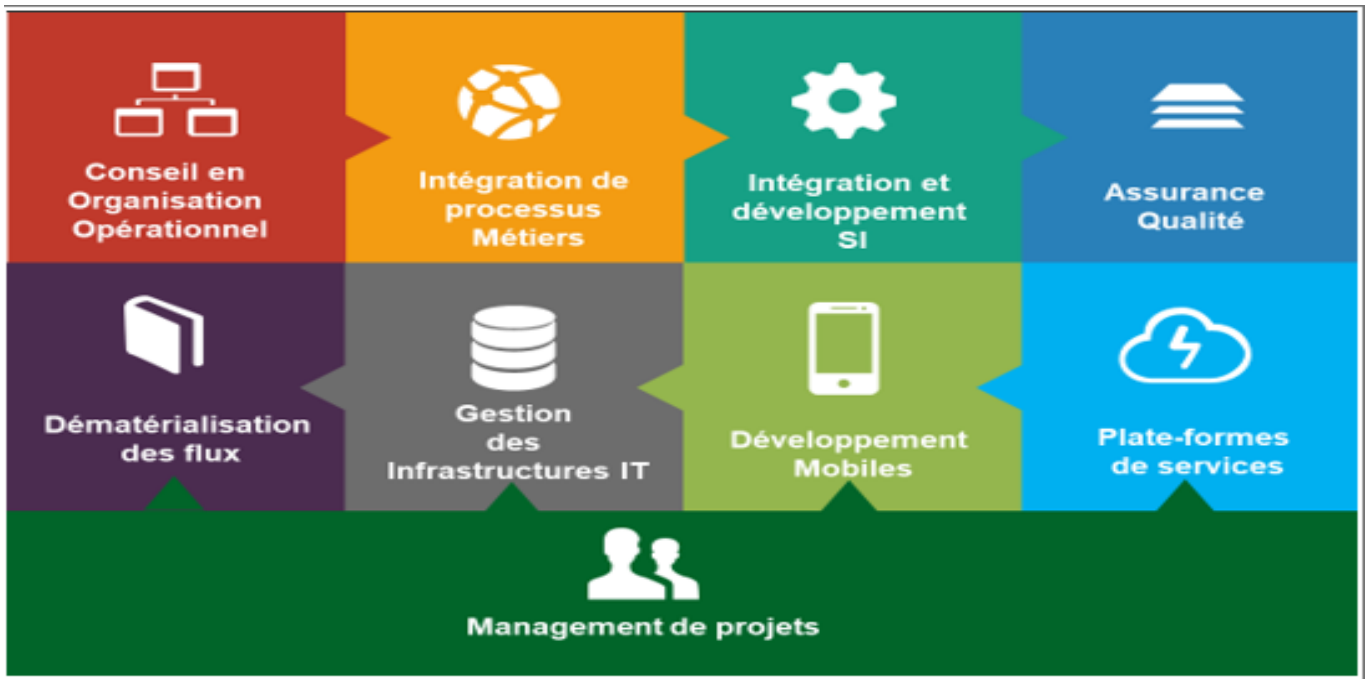 Conseil en
Organisation
Opérationnel
Intégration de
processus
Métiers
Intégration et
développement
SI
Assurance
Qualité
Dématérialisation
des flux
Gestion
des
Infrastructures IT
Développement
Mobiles
Plate-formes
de services
Management de projets